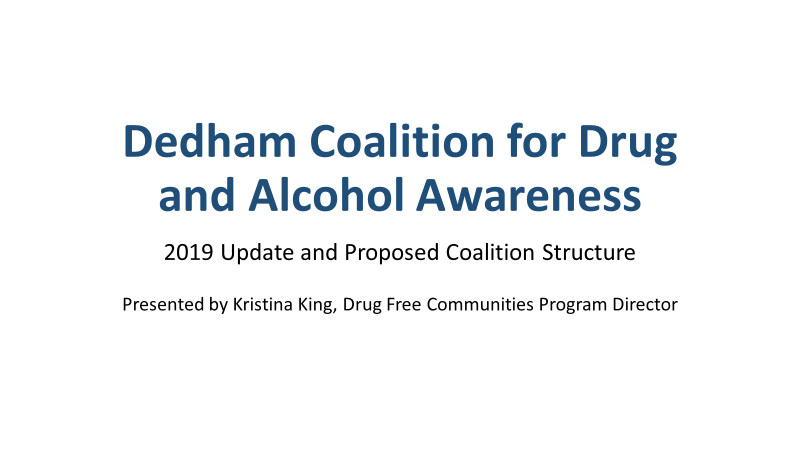 Dedham Coalition for Drug
and Alcohol Awareness
2019 Update and Proposed Coalition Structure
Presented by Kristina King, Drug Free Communities Program Director